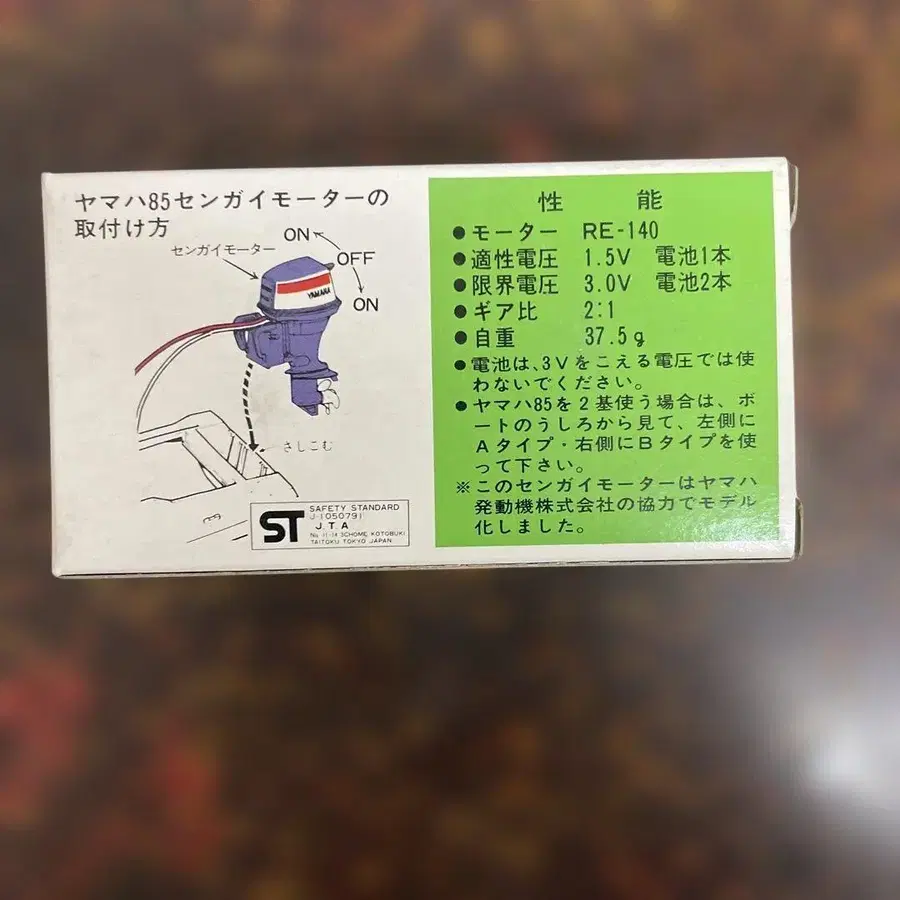 ヤマハ85センガイモーターの
取付け方
センガイモーター
ON
OFF
ON
YAMAHA
さしこむ
ST
SAFETY STANDARD
J-1050791
J.T.A
No 11-14 3CHOME KOTOBUKI
TAITOKU TOKYO JAPAN
性 能
●モーター RE-140
●適性電圧 1.5V 電池1本
●限界電圧 3.0V 電池2本
●ギア比 2:1
●自重 37.5g
●電池は、3Vをこえる電圧では使
わないでください。
●ヤマハ85を2基使う場合は、ボ
ートのうしろから見て、左側に
Aタイプ・右側にBタイプを使
って下さい。
※このセンガイモーターはヤマハ
発動機株式会社の協力でモデル
化しました。